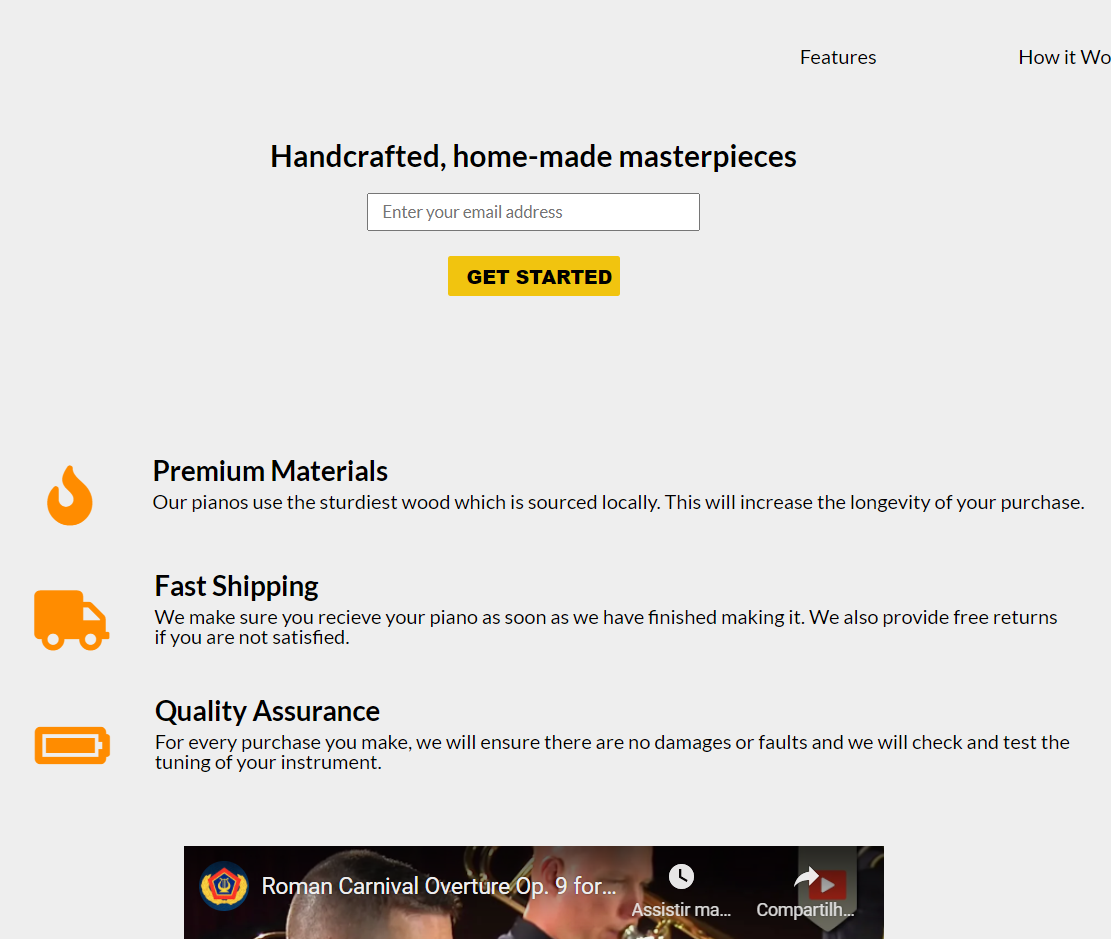 Features
How it Wo
Handcrafted, home-made masterpieces
Enter your email address
GET STARTED
Premium Materials
Our pianos use the sturdiest wood which is sourced locally. This will increase the longevity of your purchase.
Fast Shipping
We make sure you recieve your piano as soon as we have finished making it. We also provide free returns
if you are not satisfied.
Quality Assurance
For every purchase you make, we will ensure there are no damages or faults and we will check and test the
tuning of your instrument.
Roman Carnival Overture Op. 9 for...
Assistir ma...
Compartilh...